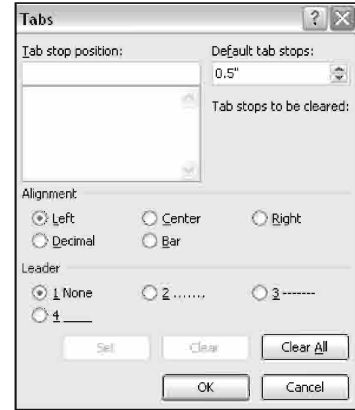 Tabs
Tab stop position: Default tab stops:
0.5"
Tab stops to be cleared:
Alignment
Left Center Right
Decimal Bar
Leader
1 None 2 ....... 3 -------
4 ___
Set Clear Clear All
OK Cancel